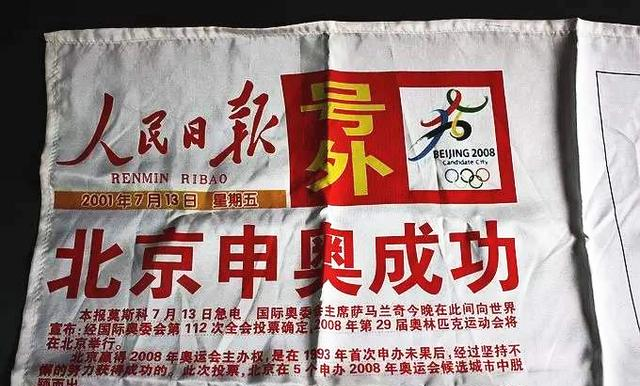 人民日报
RENMIN RIBAO
2001年7月13日 星期五
号外
BEIJING 2008
Candidate City
北京申奥成功
本报莫斯科7月13日急电 国际奥委会主席萨马兰奇今晚在此间向世界
宣布:经国际奥委会第112次全会投票确定,2008年第29届奥林匹克运动会将
在北京举行。
北京赢得2008年奥运会主办权,是在1993年首次申办未果后,经过坚持不
懈的努力获得成功的。此次投票,北京在5个申办2008年奥运会候选城市中脱
颖而出